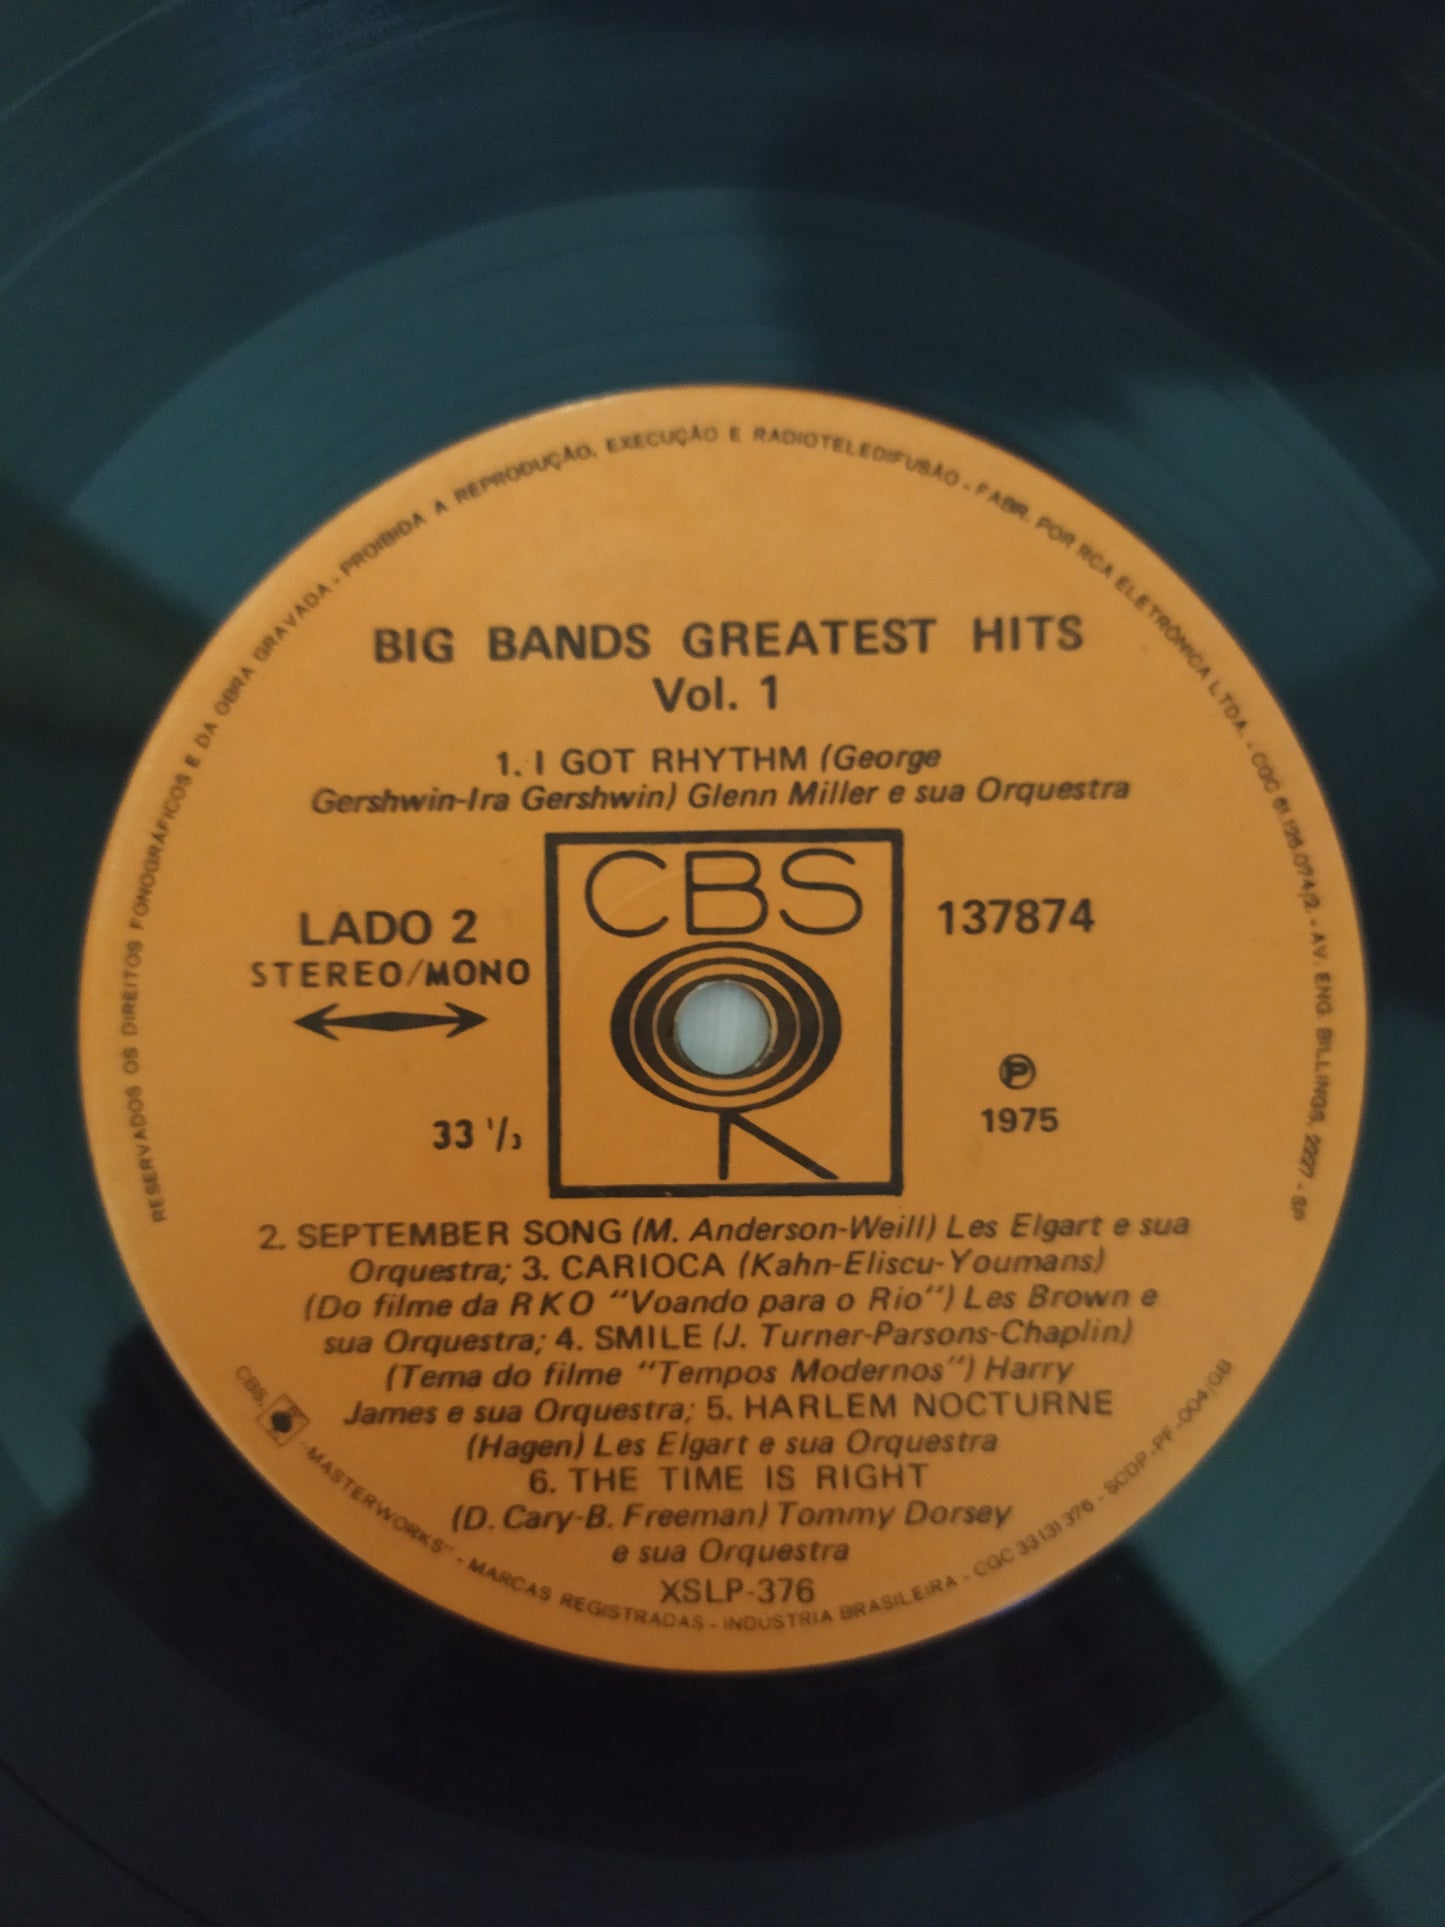 RESERVADOS OS DIREITOS FONOGRÁFICOS E DA OBRA GRAVADA - PROIBIDA A REPRODUÇÃO, EXECUÇÃO E RADIOTELEDIFUSÃO - FABR. POR RCA ELETRÔNICA LTDA. - CGC 61.126.074/2 - AV. ENG. BILLINGS, 2227 - SP
BIG BANDS GREATEST HITS
Vol. 1
1. I GOT RHYTHM (George
Gershwin-Ira Gershwin) Glenn Miller e sua Orquestra
CBS
LADO 2
137874
STEREO/MONO
P
1975
33 1/3
2. SEPTEMBER SONG (M. Anderson-Weill) Les Elgart e sua
Orquestra; 3. CARIOCA (Kahn-Eliscu-Youmans)
(Do filme da RKO "Voando para o Rio") Les Brown e
sua Orquestra; 4. SMILE (J. Turner-Parsons-Chaplin)
(Tema do filme "Tempos Modernos") Harry
James e sua Orquestra; 5. HARLEM NOCTURNE
(Hagen) Les Elgart e sua Orquestra
6. THE TIME IS RIGHT
(D. Cary-B. Freeman) Tommy Dorsey
e sua Orquestra
XSLP-376
CBS, MASTERWORKS" - MARCAS REGISTRADAS - INDUSTRIA BRASILEIRA - CGC 33.131.376 - SCDP-PF-004/GB